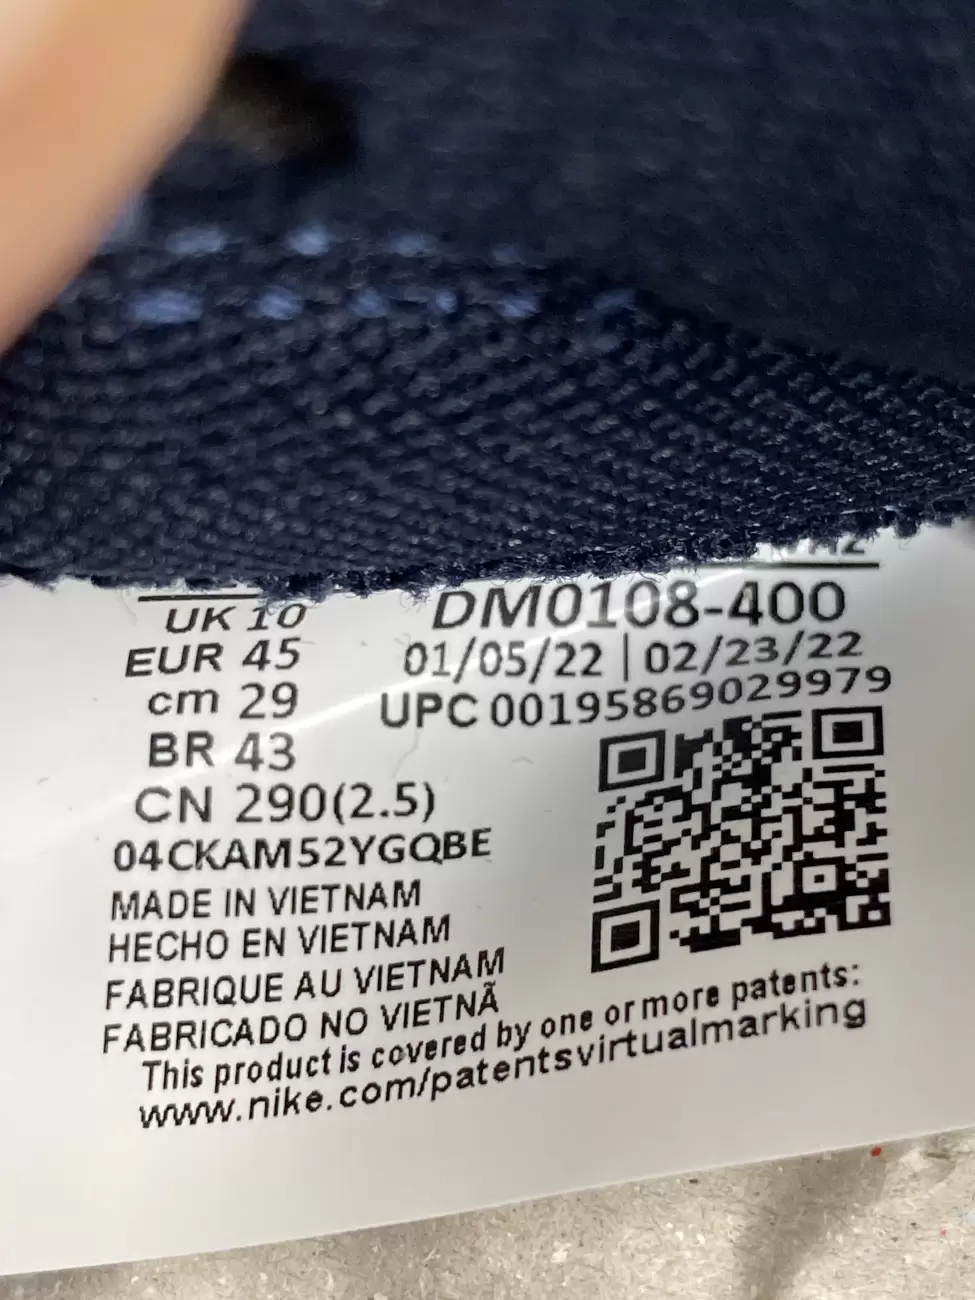 UK 10
EUR 45
cm 29
BR 43
CN 290(2.5)
04CKAM52YGQBE
DM0108-400
01/05/22 | 02/23/22
UPC 00195869029979
MADE IN VIETNAM
HECHO EN VIETNAM
FABRIQUE AU VIETNAM
FABRICADO NO VIETNÃ
This product is covered by one or more patents:
www.nike.com/patentsvirtualmarking